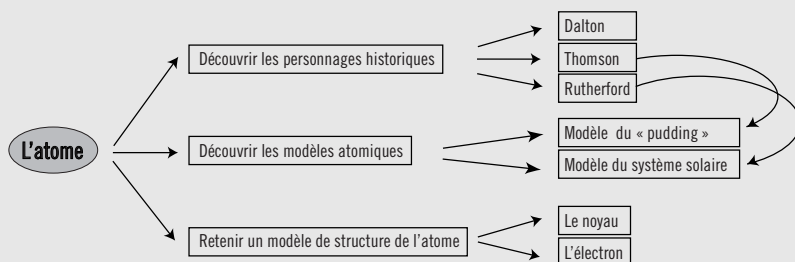 L'atome
Découvrir les personnages historiques
Dalton
Thomson
Rutherford
Découvrir les modèles atomiques
Modèle du « pudding »
Modèle du système solaire
Retenir un modèle de structure de l'atome
Le noyau
L'électron